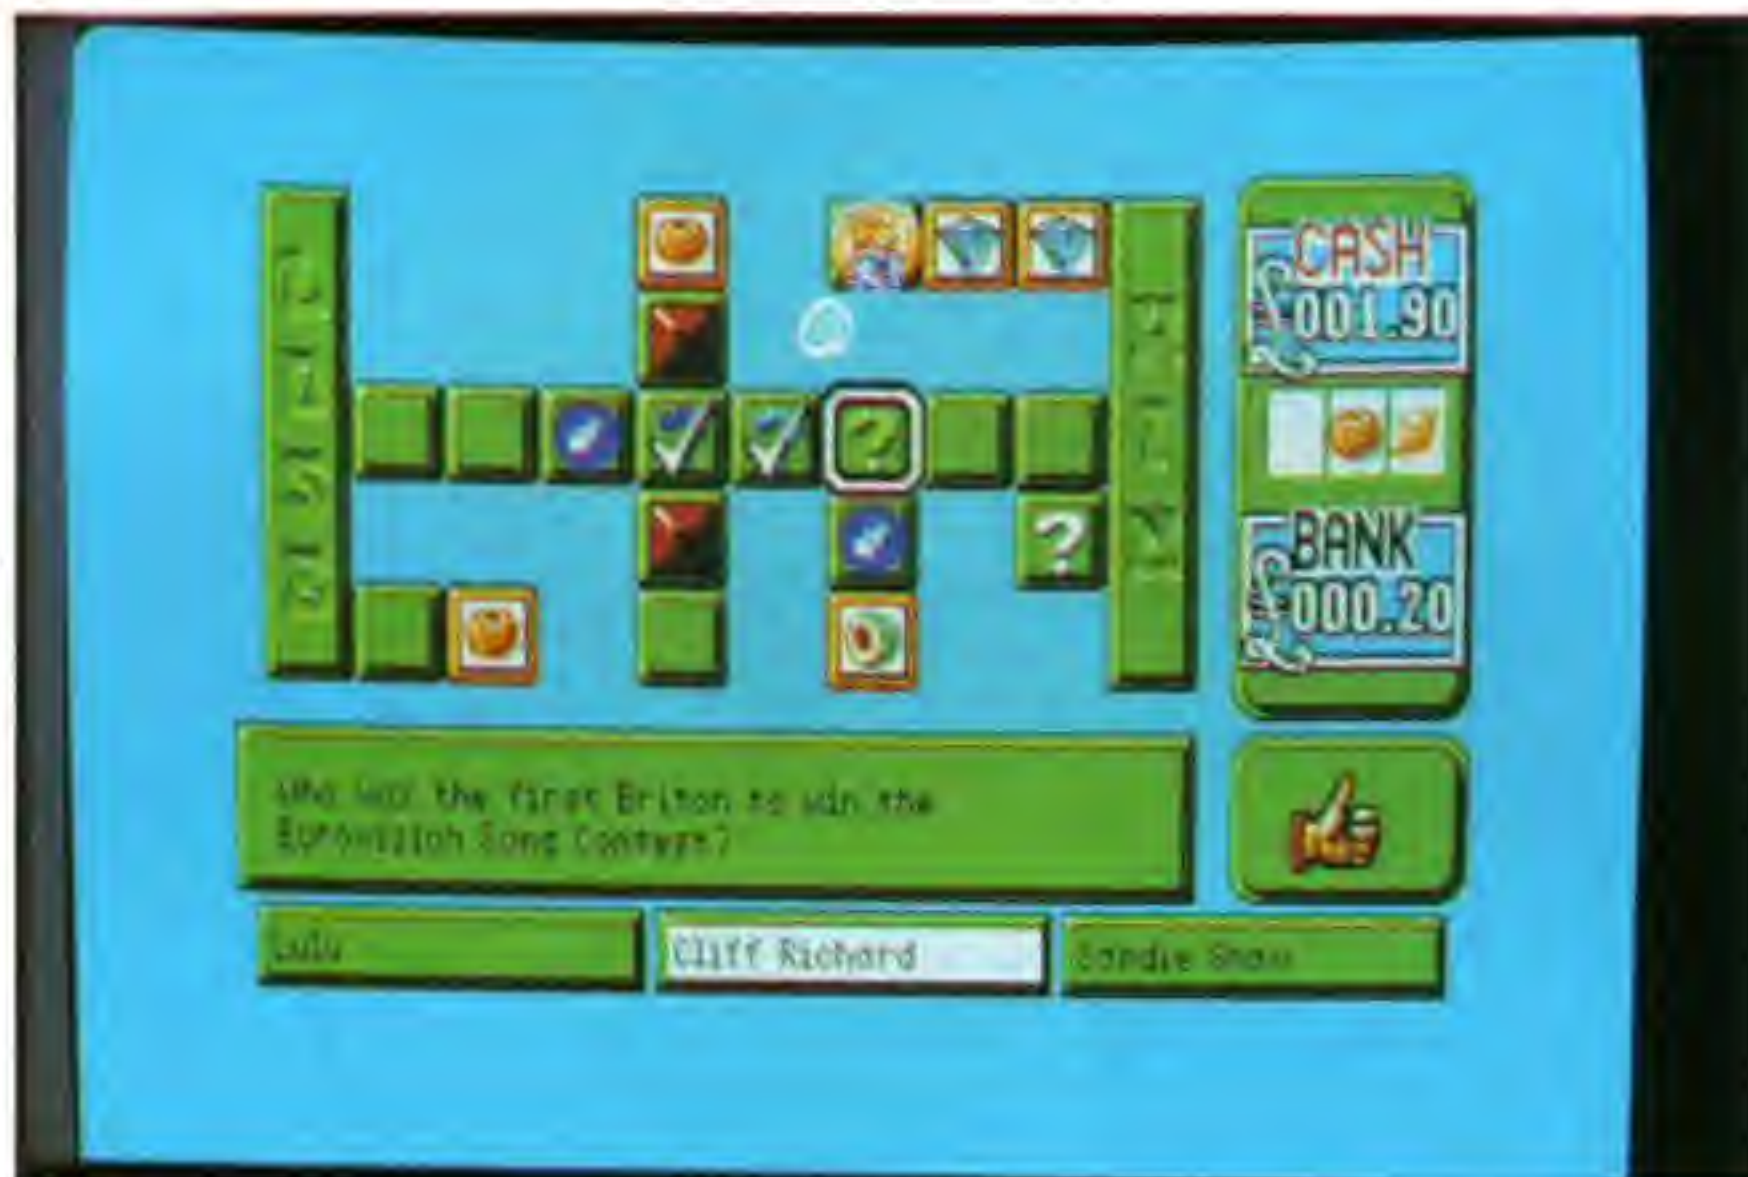 CASH
£001.90
BANK
£000.20
Who was the first Briton to win the
Eurovision Song Contest?
Lulu
Cliff Richard
Sandie Shaw